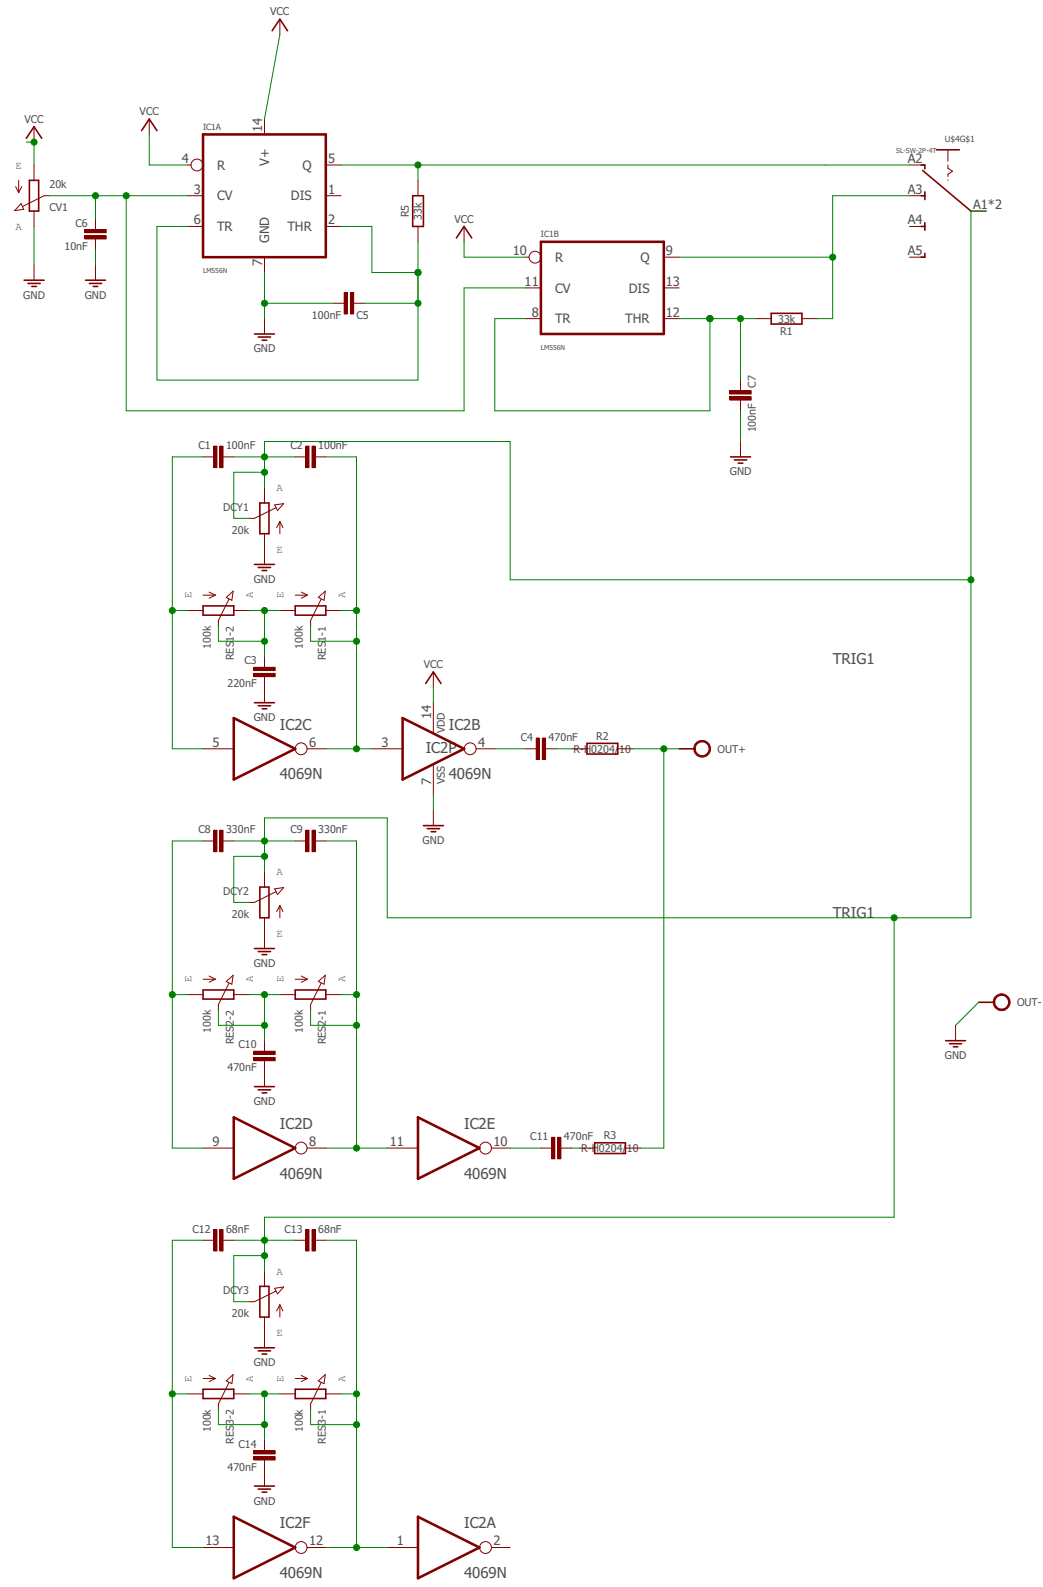 VCC
VCC
VCC
IC1A
14
V+
4
R
Q
5
3
CV
DIS
1
6
TR
THR
2
GND
7
LM556N
E
20k
CV1
A
C6
10nF
GND
GND
R5
33k
100nF
C5
GND
VCC
IC1B
10
R
Q
9
11
CV
DIS
13
8
TR
THR
12
LM556N
33k
R1
C7
100nF
GND
U$4G$1
SL-SW-2P-4T
A2
A3
A4
A5
A1*2
C1
100nF
C2
100nF
A
DCY1
20k
E
GND
E
A
E
A
100k
RES1-2
100k
RES1-1
C3
220nF
GND
TRIG1
VCC
IC2C
5
6
4069N
14
VDD
IC2B
3
IC2P
4
4069N
7
VSS
GND
C4
470nF
R2
R-H0204/10
OUT+
C8
330nF
C9
330nF
A
DCY2
20k
E
GND
TRIG1
E
A
E
A
100k
RES2-2
100k
RES2-1
C10
470nF
GND
OUT-
GND
IC2D
9
8
4069N
IC2E
11
10
4069N
C11
470nF
R3
R-H0204/10
C12
68nF
C13
68nF
A
DCY3
20k
E
GND
E
A
E
A
100k
RES3-2
100k
RES3-1
C14
470nF
GND
IC2F
13
12
4069N
IC2A
1
2
4069N